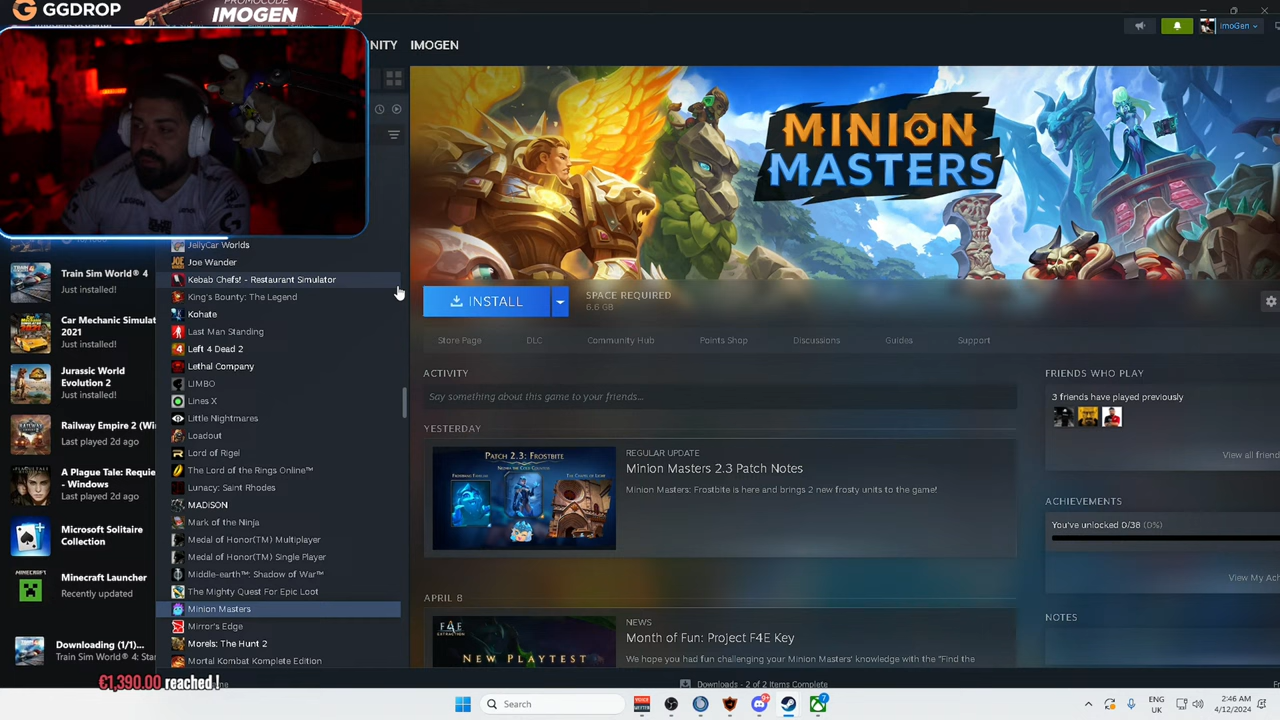 GGDROP
PROMOCODE
IMOGEN
NITY IMOGEN
imoGen
MINION
MASTERS
JellyCar Worlds
Joe Wander
Kebab Chefs! - Restaurant Simulator
King's Bounty: The Legend
Kohate
Last Man Standing
Left 4 Dead 2
Lethal Company
LIMBO
Lines X
Little Nightmares
Loadout
Lord of Rigel
The Lord of the Rings Online™
Lunacy: Saint Rhodes
MADiSON
Mark of the Ninja
Medal of Honor(TM) Multiplayer
Medal of Honor(TM) Single Player
Middle-earth™: Shadow of War™
The Mighty Quest For Epic Loot
Minion Masters
Mirror's Edge
Morels: The Hunt 2
Mortal Kombat Komplete Edition
Train Sim World® 4
Just installed!
Car Mechanic Simulat
2021
Just installed!
Jurassic World
Evolution 2
Just installed!
Railway Empire 2 (Wi
Last played 2d ago
A Plague Tale: Requie
- Windows
Last played 2d ago
Microsoft Solitaire
Collection
MINECRAFT
Minecraft Launcher
Recently updated
Downloading (1/1)...
Train Sim World® 4: Sta
€1,390.00 reached !
INSTALL
SPACE REQUIRED
6.6 GB
Store Page DLC Community Hub Points Shop Discussions Guides Support
ACTIVITY
Say something about this game to your friends...
YESTERDAY
PATCH 2.3: FROSTBITE
REGULAR UPDATE
Minion Masters 2.3 Patch Notes
Minion Masters: Frostbite is here and brings 2 new frosty units to the game!
APRIL 8
F4E
EXTRACTION
NEW PLAYTEST
NEWS
Month of Fun: Project F4E Key
We hope you had fun challenging your Minion Masters' knowledge with the "Find the
FRIENDS WHO PLAY
3 friends have played previously
View all friend
ACHIEVEMENTS
You've unlocked 0/38 (0%)
View My Ach
NOTES
Downloads - 2 of 2 Items Complete
Search
ENG
UK
2:46 AM
4/12/2024